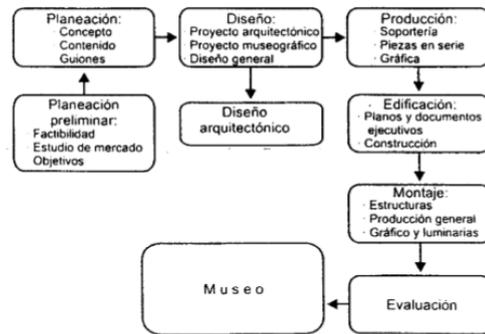 Planeación:
· Concepto
· Contenido
Guiones
Diseño:
· Proyecto arquitectónico
· Proyecto museográfico
· Diseño general
Producción:
· Soportería
· Piezas en serie
· Gráfica
Planeación
preliminar:
· Factibilidad
· Estudio de mercado
Objetivos
Diseño
arquitectónico
Edificación:
· Planos y documentos
ejecutivos
· Construcción
Montaje:
· Estructuras
· Producción general
· Gráfico y luminarias
Museo
Evaluación